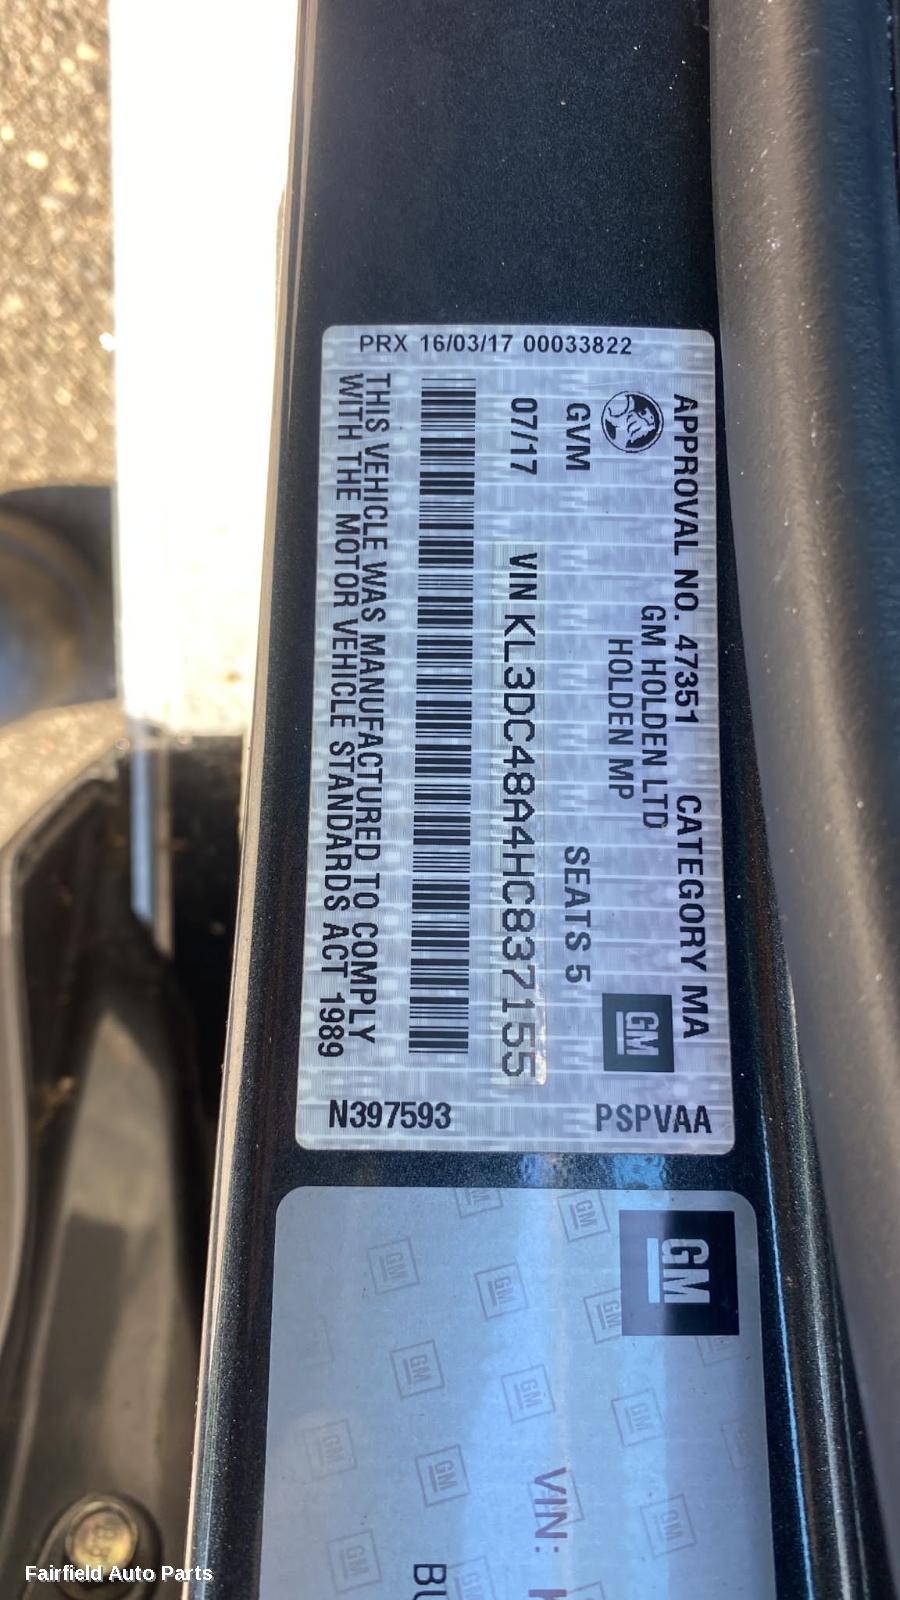 PRX 16/03/17 00033822
APPROVAL NO. 47351 CATEGORY MA
GM HOLDEN LTD
HOLDEN MP
GM
GVM SEATS 5
07/17 VIN KL3DC48A4HC837155
THIS VEHICLE WAS MANUFACTURED TO COMPLY
WITH THE MOTOR VEHICLE STANDARDS ACT 1989
N397593 PSPVAA
GM
VIN:
BU
Fairfield Auto Parts